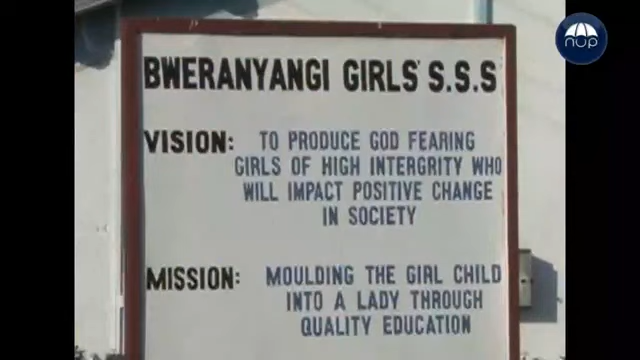 BWERANYANGI GIRLS' S.S.S
VISION: TO PRODUCE GOD FEARING
GIRLS OF HIGH INTERGRITY WHO
WILL IMPACT POSITIVE CHANGE
IN SOCIETY
MISSION: MOULDING THE GIRL CHILD
INTO A LADY THROUGH
QUALITY EDUCATION
nup